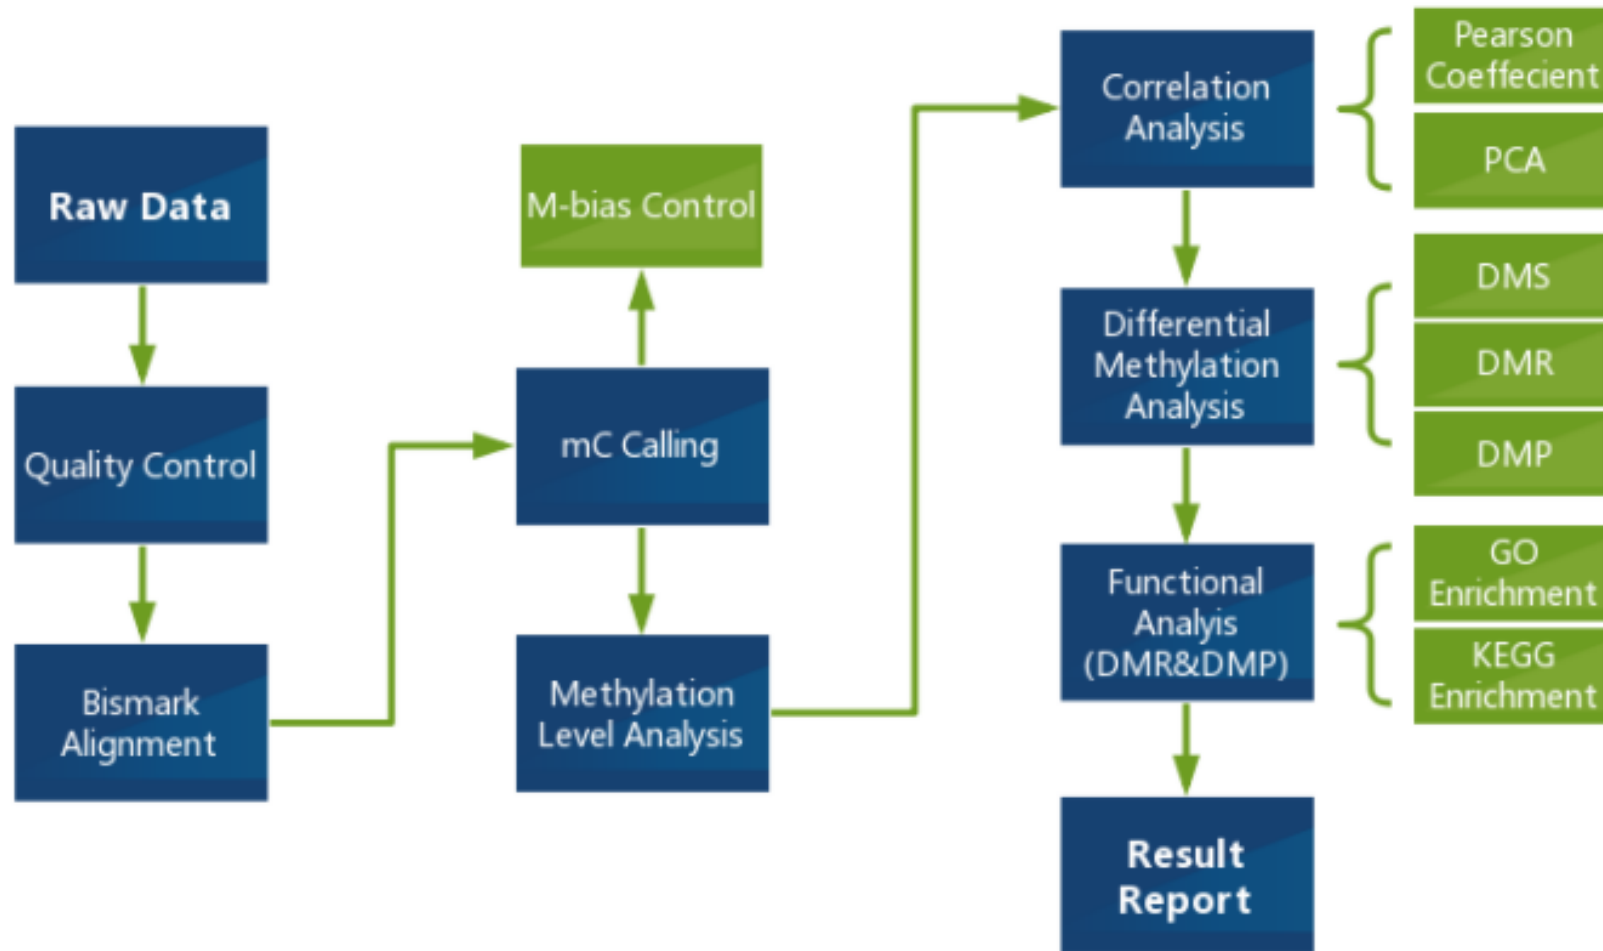 Raw Data
Quality Control
Bismark
Alignment
M-bias Control
mC Calling
Methylation
Level Analysis
Correlation
Analysis
Pearson
Coeffecient
PCA
Differential
Methylation
Analysis
DMS
DMR
DMP
Functional
Analyis
(DMR&DMP)
GO
Enrichment
KEGG
Enrichment
Result
Report